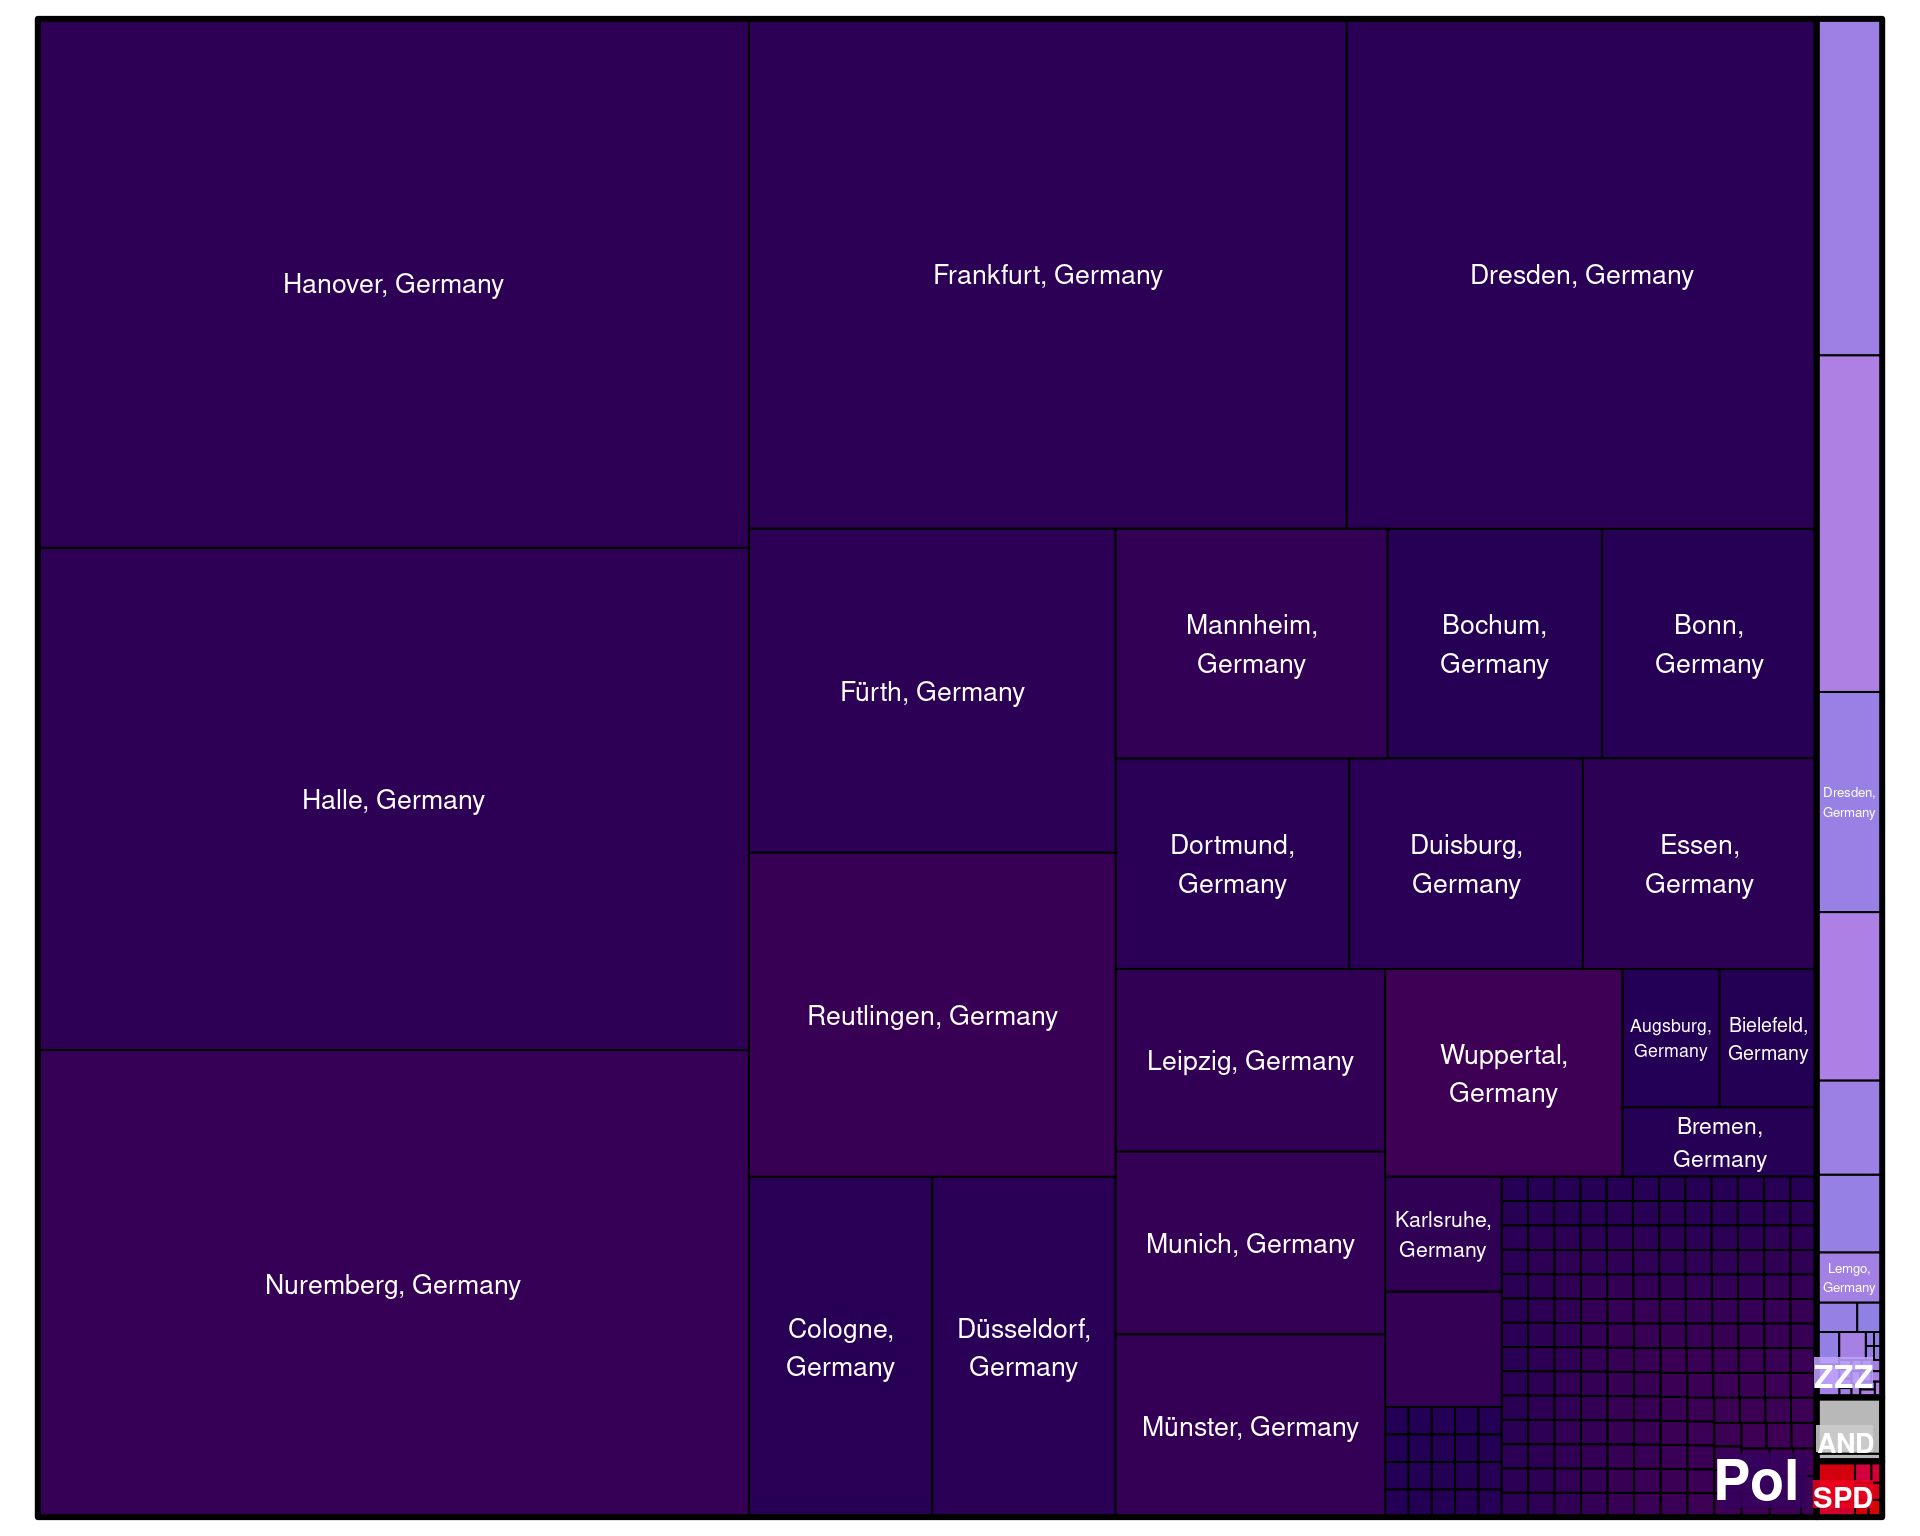 Hanover, Germany
Frankfurt, Germany
Dresden, Germany
Halle, Germany
Fürth, Germany
Mannheim,
Germany
Bochum,
Germany
Bonn,
Germany
Dresden,
Germany
Dortmund,
Germany
Duisburg,
Germany
Essen,
Germany
Reutlingen, Germany
Leipzig, Germany
Wuppertal,
Germany
Augsburg,
Germany
Bielefeld,
Germany
Bremen,
Germany
Nuremberg, Germany
Cologne,
Germany
Düsseldorf,
Germany
Munich, Germany
Karlsruhe,
Germany
Lemgo,
Germany
Münster, Germany
ZZZ
AND
Pol
SPD